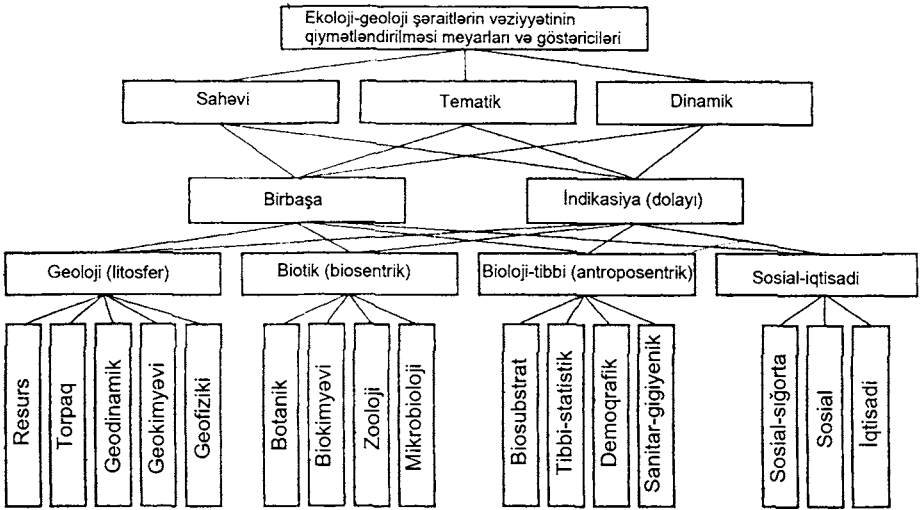 Ekoloji-geoloji şəraitlərin vəziyyətinin
qiymətləndirilməsi meyarları və göstəriciləri
Sahəvi
Tematik
Dinamik
Birbaşa
İndikasiya (dolayı)
Geoloji (litosfer)
Biotik (biosentrik)
Bioloji-tibbi (antroposentrik)
Sosial-iqtisadi
Resurs
Torpaq
Geodinamik
Geokimyəvi
Geofiziki
Botanik
Biokimyəvi
Zooloji
Mikrobioloji
Biosubstrat
Tibbi-statistik
Demoqrafik
Sanitar-gigiyenik
Sosial-sığorta
Sosial
İqtisadi